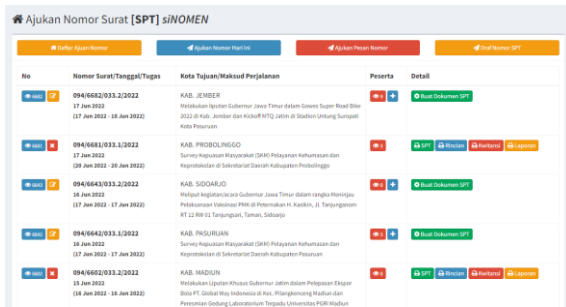 Ajukan Nomor Surat [SPT] siNOMEN
Daftar Ajuan Nomor
Ajukan Nomor Hari Ini
Ajukan Pesan Nomor
Draf Nomor SPT
No Nomor Surat/Tanggal/Tugas Kota Tujuan/Maksud Perjalanan Peserta Detail
6682 094/6682/033.2/2022 KAB. JEMBER Buat Dokumen SPT
17 Jun 2022 Melakukan liputan Gubernur Jawa Timur dalam Gowes Super Road Bike
(17 Jun 2022 - 18 Jun 2022) 2022 di Kab. Jember dan Kickoff MTQ Jatim di Stadion Untung Suropati
Kota Pasuruan
6681 094/6681/033.1/2022 KAB. PROBOLINGGO SPT Rincian Kwitansi Laporan
17 Jun 2022 Survey Kepuasan Masyarakat (SKM) Pelayanan Kehumasan dan
(20 Jun 2022 - 20 Jun 2022) Keprotokolan di Sekretariat Daerah Kabupaten Probolinggo
094/6643/033.2/2022 KAB. SIDOARJO Buat Dokumen SPT
16 Jun 2022 Meliput kegiatan/acara Gubernur Jawa Timur dalam rangka Meninjau
(17 Jun 2022 - 17 Jun 2022) Pelaksanaan Vaksinasi PMK di Peternakan H. Kasikin, Jl. Tanjunganom
RT 12 RW 01 Tanjungsari, Taman, Sidoarjo
094/6642/033.1/2022 KAB. PASURUAN Buat Dokumen SPT
16 Jun 2022 Survey Kepuasan Masyarakat (SKM) Pelayanan Kehumasan dan
(17 Jun 2022 - 17 Jun 2022) Keprotokolan di Sekretariat Daerah Kabupaten Pasuruan
094/6602/033.2/2022 KAB. MADIUN SPT Rincian Kwitansi Laporan
15 Jun 2022 Melakukan Liputan Khusus Gubernur Jatim dalam Pelepasan Ekspor
(16 Jun 2022 - 18 Jun 2022) Bola PT. Global Way Indonesia di Kec. Pilangkenceng Madiun dan
Peresmian Gedung Laboratorium Terpadu Universitas PGRI Madiun